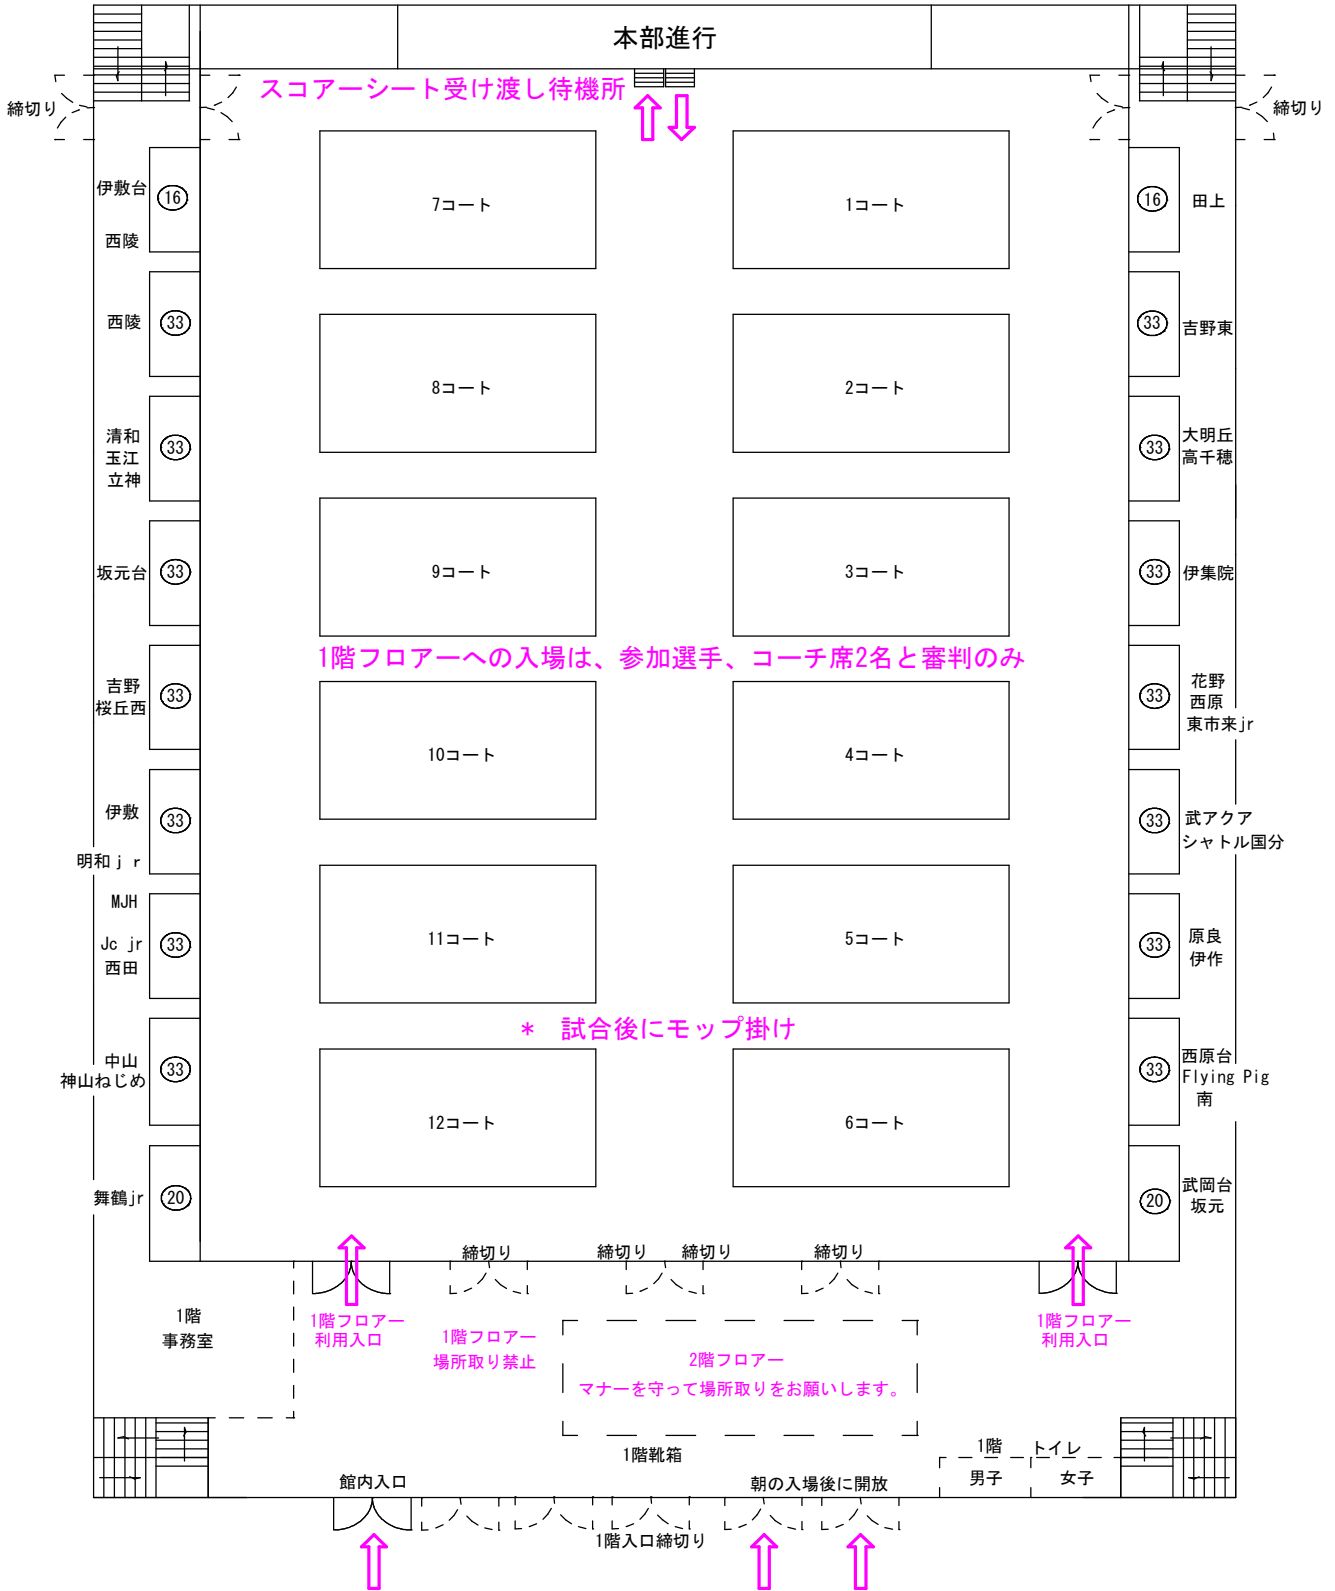 本部進行
スコアーシート受け渡し待機所
締切り
締切り
伊敷台
16
西陵
7コート
1コート
16
田上
西陵
33
8コート
2コート
33
吉野東
清和
玉江
立神
33
33
大明丘
高千穂
坂元台
33
9コート
3コート
33
伊集院
1階フロアーへの入場は、参加選手、コーチ席2名と審判のみ
吉野
桜丘西
33
10コート
4コート
33
花野
西原
東市来jr
伊敷
33
明和ｊｒ
33
武アクア
シャトル国分
MJH
Jc jr
西田
33
11コート
5コート
33
原良
伊作
* 試合後にモップ掛け
中山
神山ねじめ
33
12コート
6コート
33
西原台
Flying Pig
南
舞鶴jr
20
20
武岡台
坂元
締切り
締切り
締切り
締切り
1階
事務室
1階フロアー
利用入口
1階フロアー
場所取り禁止
2階フロアー
マナーを守って場所取りをお願いします。
1階フロアー
利用入口
1階靴箱
1階 トイレ
男子
女子
館内入口
朝の入場後に開放
1階入口締切り